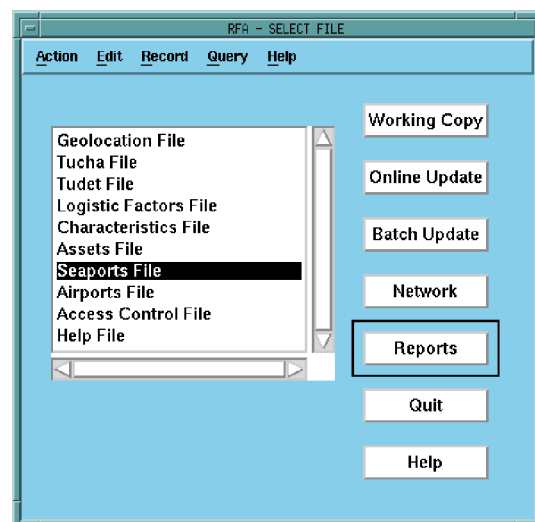 RFA - SELECT FILE
Action Edit Record Query Help
Geolocation File
Tucha File
Tudet File
Logistic Factors File
Characteristics File
Assets File
Seaports File
Airports File
Access Control File
Help File
Working Copy
Online Update
Batch Update
Network
Reports
Quit
Help